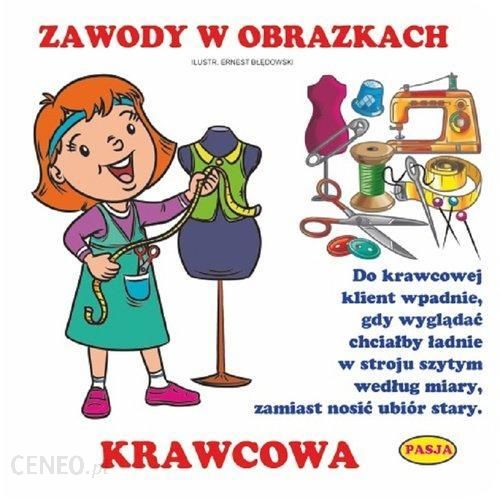 ZAWODY W OBRAZKACH
ILUSTR. ERNEST BŁĘDOWSKI
Do krawcowej
klient wpadnie,
gdy wyglądać
chciałby ładnie
w stroju szytym
według miary,
zamiast nosić ubiór stary.
KRAWCOWA
PASJA
CENEO.pl